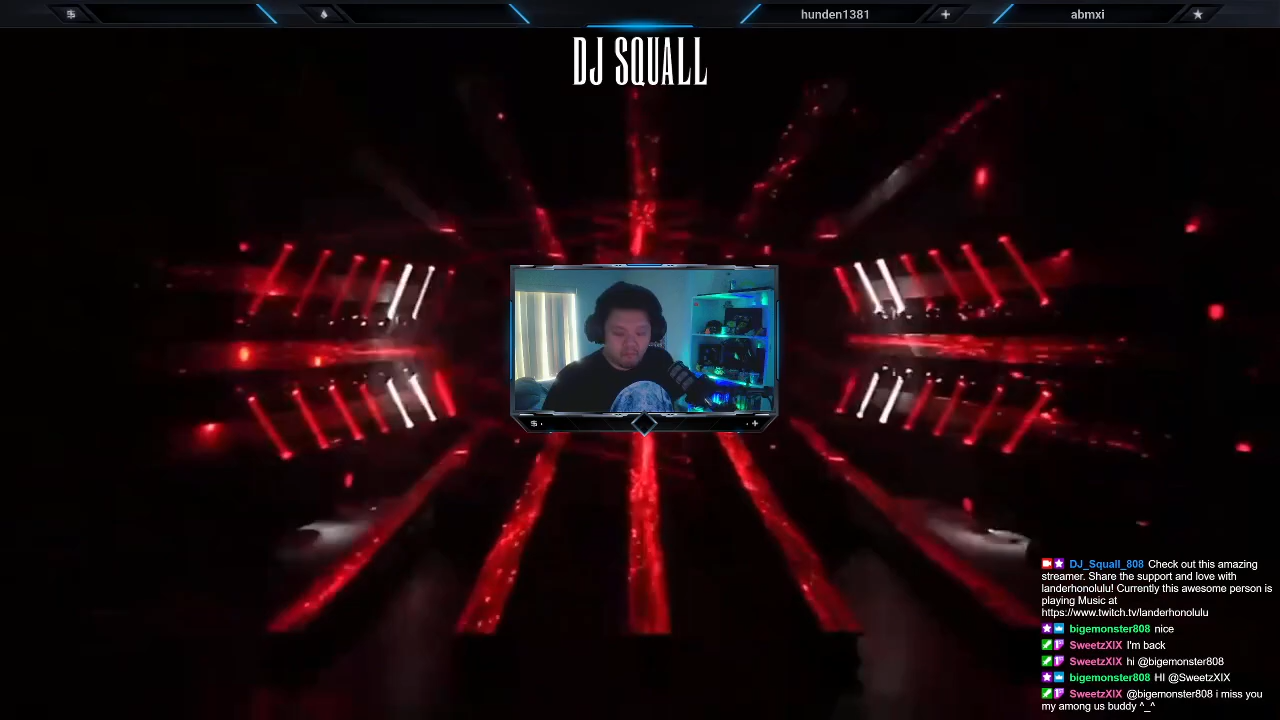 hunden1381
abmxi
DJ SQUALL
DJ_Squall_808 Check out this amazing
streamer. Share the support and love with
landerhonolulu! Currently this awesome person is
playing Music at
https://www.twitch.tv/landerhonolulu
bigemonster808 nice
SweetzXIX I'm back
SweetzXIX hi @bigemonster808
bigemonster808 HI @SweetzXIX
SweetzXIX @bigemonster808 i miss you
my among us buddy ^_^